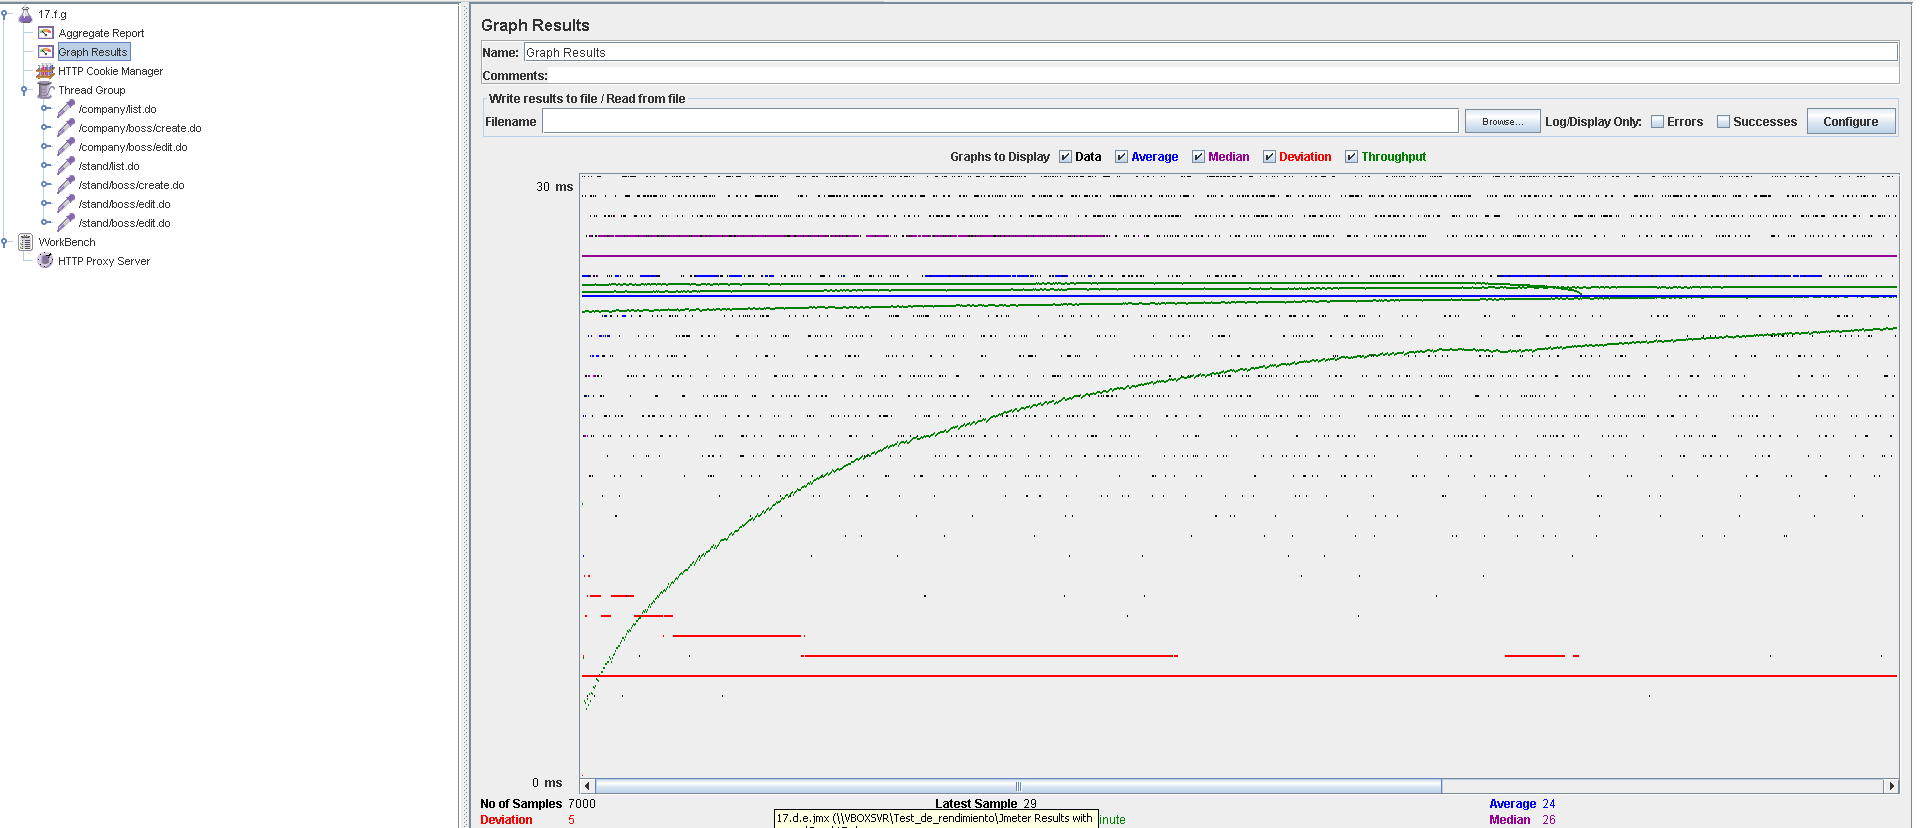 17.f.g
Aggregate Report
Graph Results
HTTP Cookie Manager
Thread Group
/company/list.do
/company/boss/create.do
/company/boss/edit.do
/stand/list.do
/stand/boss/create.do
/stand/boss/edit.do
/stand/boss/edit.do
WorkBench
HTTP Proxy Server
Graph Results
Name: Graph Results
Comments:
Write results to file / Read from file
Filename Browse... Log/Display Only: Errors Successes Configure
Graphs to Display Data Average Median Deviation Throughput
30 ms
0 ms
No of Samples 7000 Latest Sample 29 Average 24
Deviation 5 inute Median 26
17.d.e.jmx (\\VBOXSVR\Test_de_rendimiento\Jmeter Results with